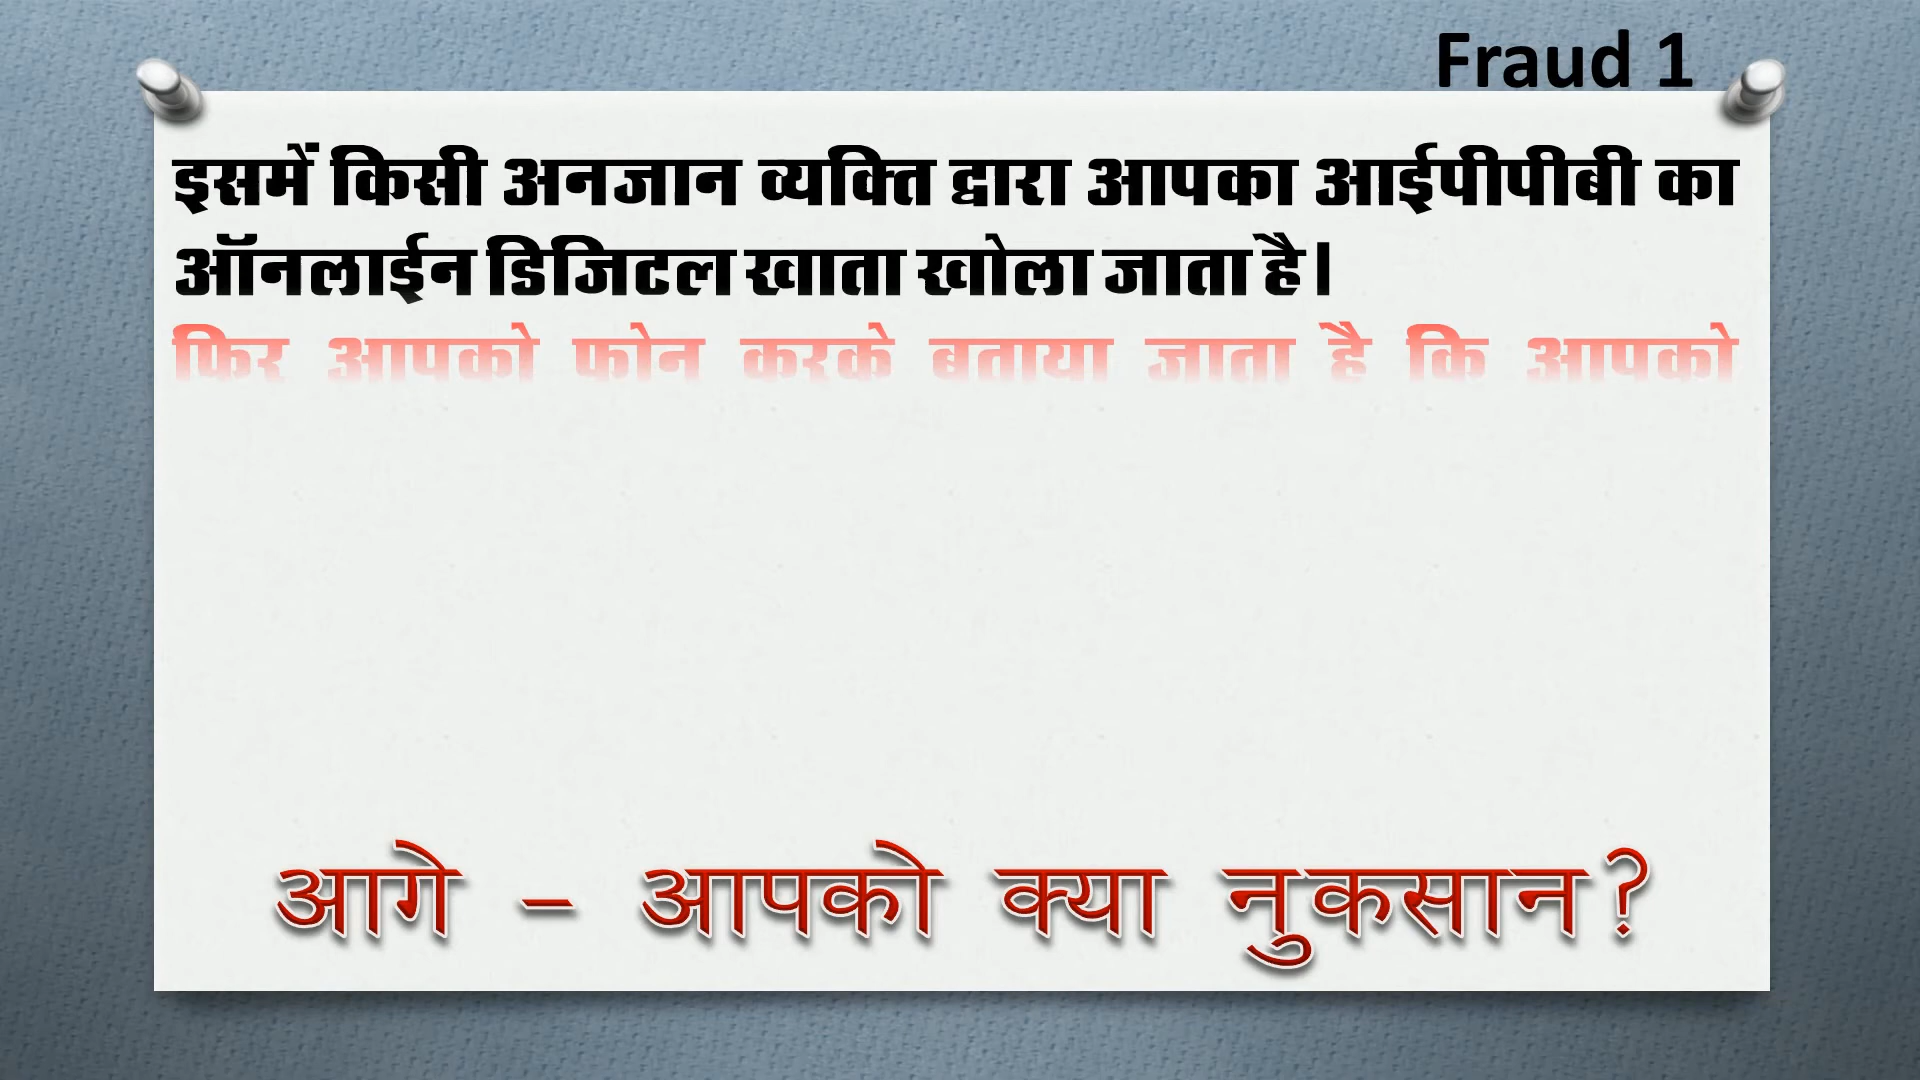 Fraud 1
इसमें किसी अनजान व्यक्ति द्वारा आपका आईपीपीबी का
ऑनलाईन डिजिटल खाता खोला जाता है।
फिर आपको फोन करके बताया जाता है कि आपको
आगे – आपको क्या नुकसान?